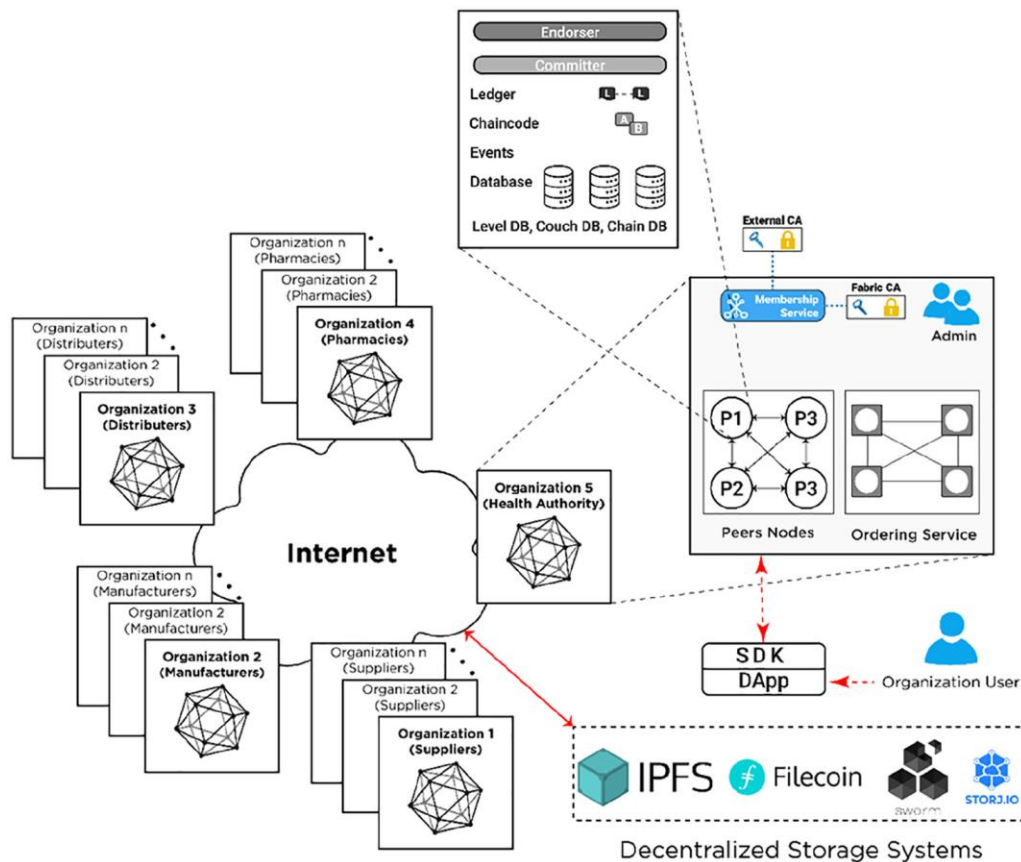 Endorser
Committer
Ledger
L
L
Chaincode
A
B
Events
Database
Level DB, Couch DB, Chain DB
External CA
Membership
Service
Fabric CA
Admin
P1
P3
P2
P3
Peers Nodes
Ordering Service
Organization n
(Pharmacies)
Organization 2
(Pharmacies)
Organization 4
(Pharmacies)
Organization n
(Distributers)
Organization 2
(Distributers)
Organization 3
(Distributers)
Internet
Organization 5
(Health Authority)
Organization n
(Manufacturers)
Organization 2
(Manufacturers)
Organization 2
(Manufacturers)
Organization n
(Suppliers)
Organization 2
(Suppliers)
Organization 1
(Suppliers)
SDK
DApp
Organization User
IPFS
Filecoin
swarm
STORJ.IO
Decentralized Storage Systems